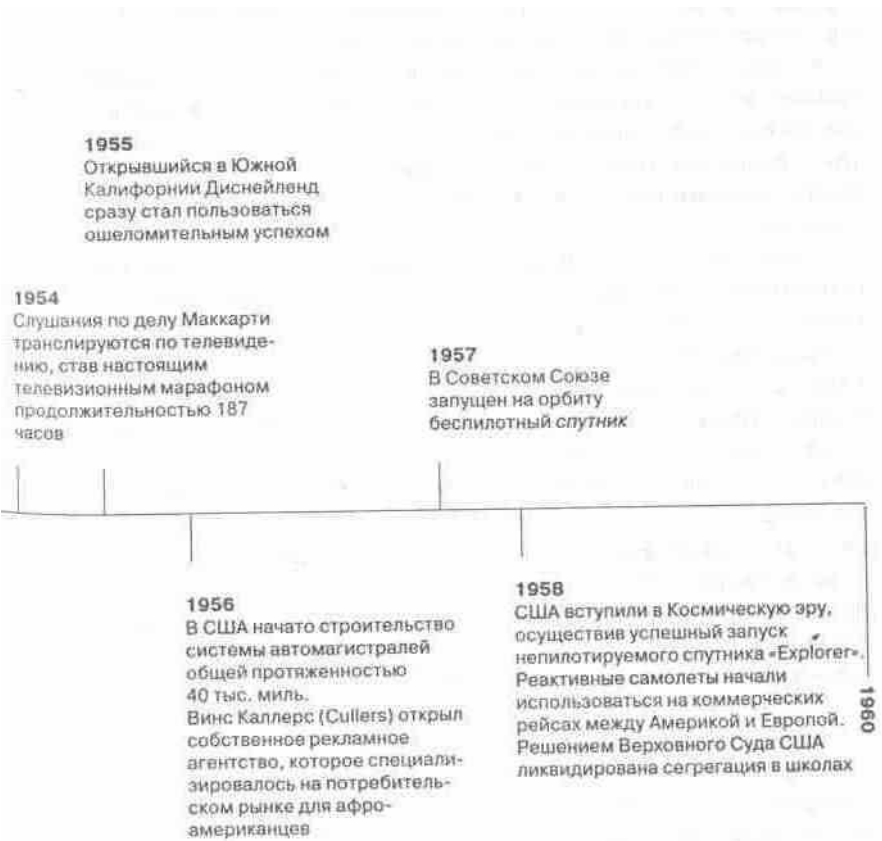 1955
Открывшийся в Южной
Калифорнии Диснейленд
сразу стал пользоваться
ошеломительным успехом
1954
Слушания по делу Маккарти
транслируются по телевиде-
нию, став настоящим
телевизионным марафоном
продолжительностью 187
часов
1957
В Советском Союзе
запущен на орбиту
беспилотный спутник
1956
В США начато строительство
системы автомагистралей
общей протяженностью
40 тыс. миль.
Винс Каллерс (Cullers) открыл
собственное рекламное
агентство, которое специали-
зировалось на потребитель-
ском рынке для афро-
американцев
1958
США вступили в Космическую эру,
осуществив успешный запуск
непилотируемого спутника «Explorer».
Реактивные самолеты начали
использоваться на коммерческих
рейсах между Америкой и Европой.
Решением Верховного Суда США
ликвидирована сегрегация в школах
1960